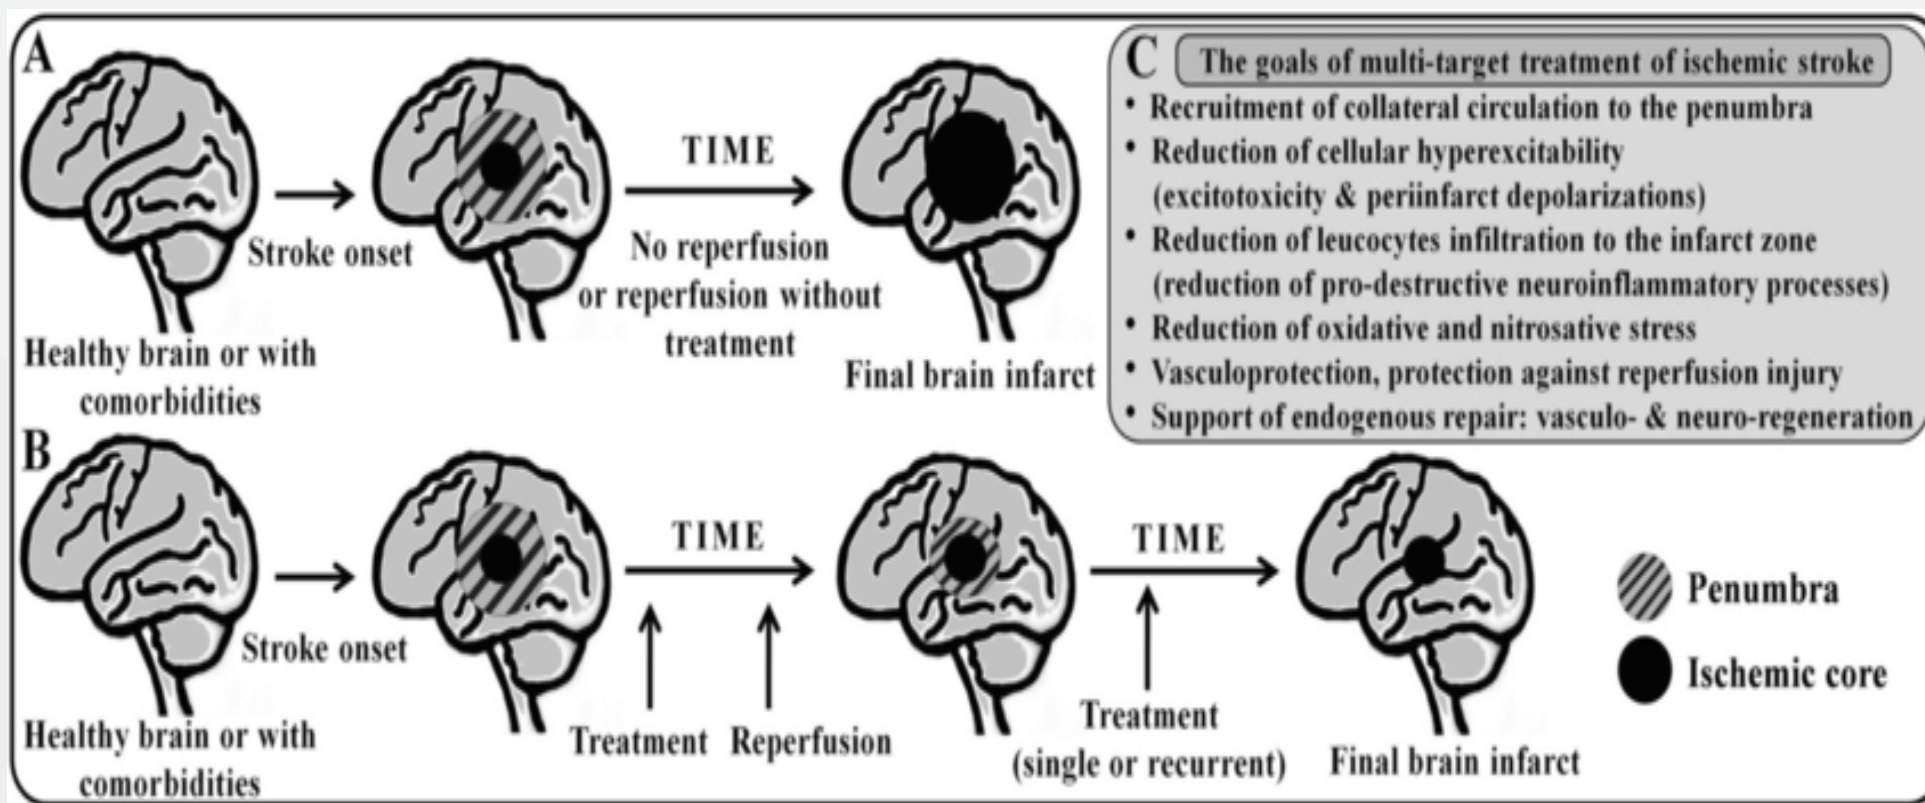 A
Healthy brain or with
comorbidities
Stroke onset
TIME
No reperfusion
or reperfusion without
treatment
Final brain infarct
C The goals of multi-target treatment of ischemic stroke
• Recruitment of collateral circulation to the penumbra
• Reduction of cellular hyperexcitability
(excitotoxicity & periinfarct depolarizations)
• Reduction of leucocytes infiltration to the infarct zone
(reduction of pro-destructive neuroinflammatory processes)
• Reduction of oxidative and nitrosative stress
• Vasculoprotection, protection against reperfusion injury
• Support of endogenous repair: vasculo- & neuro-regeneration
B
Healthy brain or with
comorbidities
Stroke onset
TIME
Treatment
Reperfusion
TIME
Treatment
(single or recurrent)
Final brain infarct
Penumbra
Ischemic core